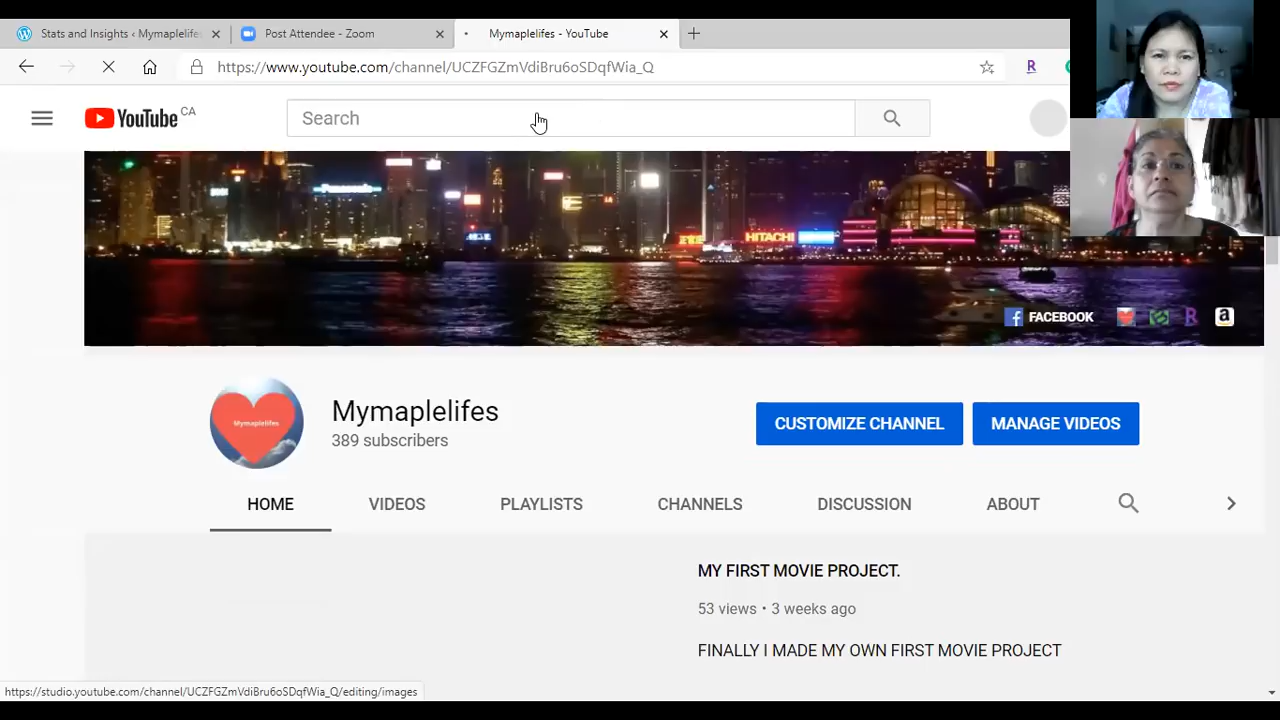 Stats and Insights ‹ Mymaplelifes
Post Attendee - Zoom
Mymaplelifes - YouTube
https://www.youtube.com/channel/UCZFGZmVdiBru6oSDqfWia_Q
R
YouTube CA
Search
Panasonic
HITACHI
FACEBOOK
R
a
Mymaplelifes
Mymaplelifes
389 subscribers
CUSTOMIZE CHANNEL
MANAGE VIDEOS
HOME
VIDEOS
PLAYLISTS
CHANNELS
DISCUSSION
ABOUT
MY FIRST MOVIE PROJECT.
53 views • 3 weeks ago
FINALLY I MADE MY OWN FIRST MOVIE PROJECT
https://studio.youtube.com/channel/UCZFGZmVdiBru6oSDqfWia_Q/editing/images